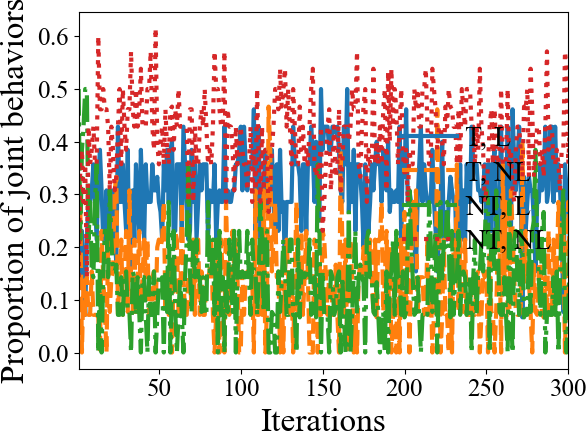 Proportion of joint behaviors
0.6
0.5
0.4
0.3
0.2
0.1
0.0
T, L
T, NL
NT, L
NT, NL
50
100
150
200
250
300
Iterations